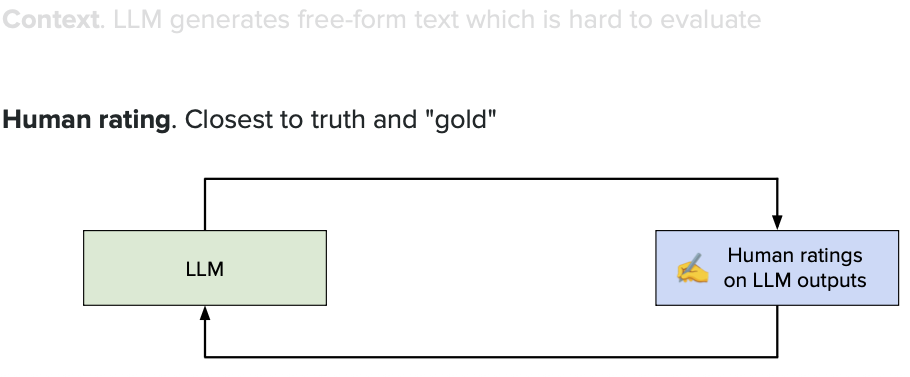 Context. LLM generates free-form text which is hard to evaluate
Human rating. Closest to truth and "gold"
LLM
Human ratings
on LLM outputs